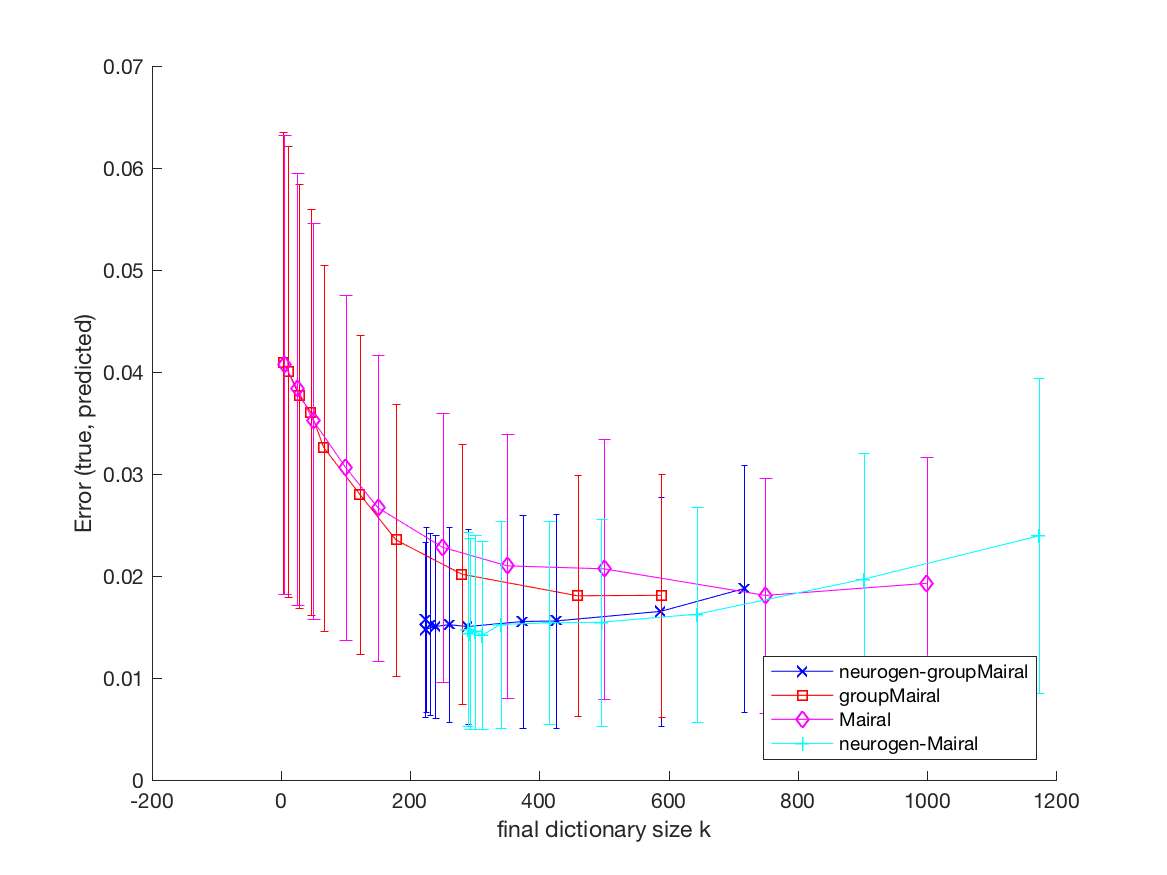 0.07
0.06
0.05
0.04
0.03
0.02
0.01
0
Error (true, predicted)
-200
0
200
400
600
800
1000
1200
final dictionary size k
neurogen-groupMairal
groupMairal
Mairal
neurogen-Mairal